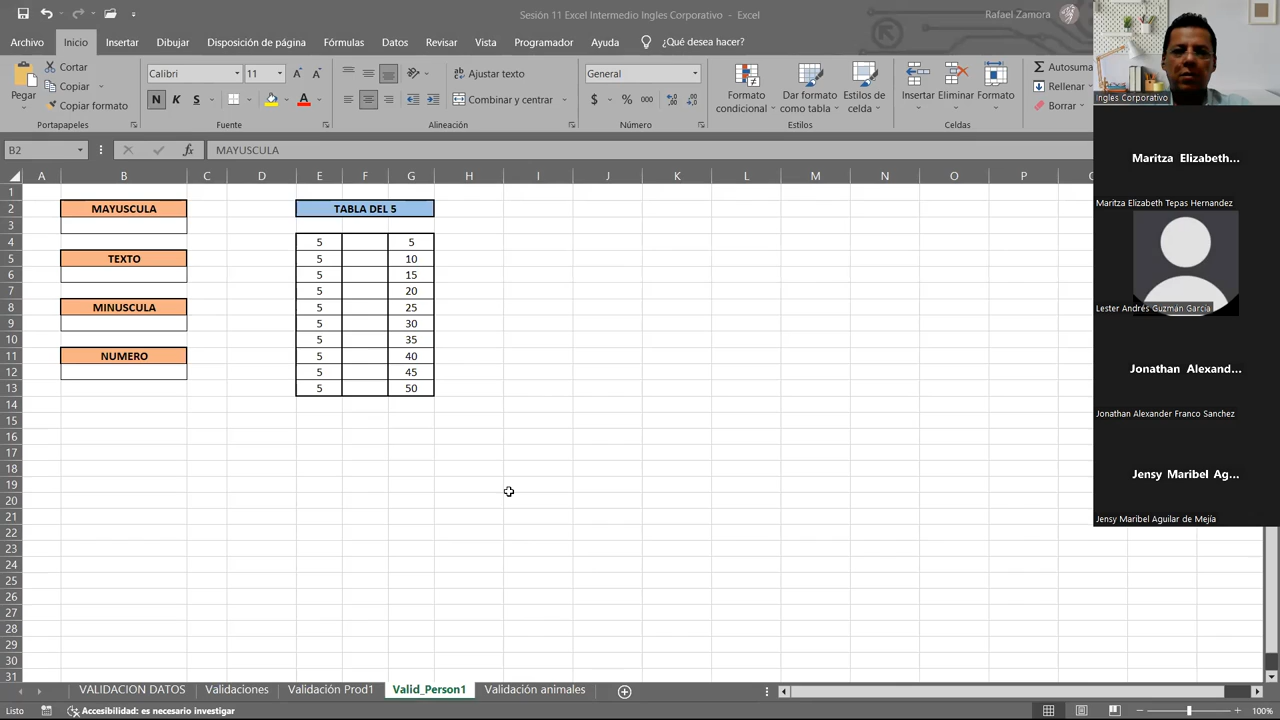 Sesión 11 Excel Intermedio Ingles Corporativo - Excel
Rafael Zamora
Archivo Inicio Insertar Dibujar Disposición de página Fórmulas Datos Revisar Vista Programador Ayuda ¿Qué desea hacer?
Pegar
Cortar
Copiar
Copiar formato
Portapapeles
Calibri 11
N K S
Fuente
Ajustar texto
Combinar y centrar
Alineación
General
$ % 000
Número
Formato condicional
Dar formato como tabla
Estilos de celda
Estilos
Insertar Eliminar Formato
Celdas
Autosuma
Rellenar
Borrar
B2 fx MAYUSCULA
A B C D E F G H I J K L M N O P
1
2 MAYUSCULA TABLA DEL 5
3
4 5 5
5 TEXTO 5 10
6 5 15
7 5 20
8 MINUSCULA 5 25
9 5 30
10 5 35
11 NUMERO 5 40
12 5 45
13 5 50
14
15
16
17
18
19
20
21
22
23
24
25
26
27
28
29
30
31
VALIDACION DATOS Validaciones Validación Prod1 Valid_Person1 Validación animales
Listo Accesibilidad: es necesario investigar 100%
Ingles Corporativo
Maritza Elizabeth...
Maritza Elizabeth Tepas Hernandez
Lester Andrés Guzmán García
Jonathan Alexand...
Jonathan Alexander Franco Sanchez
Jensy Maribel Ag...
Jensy Maribel Aguilar de Mejía